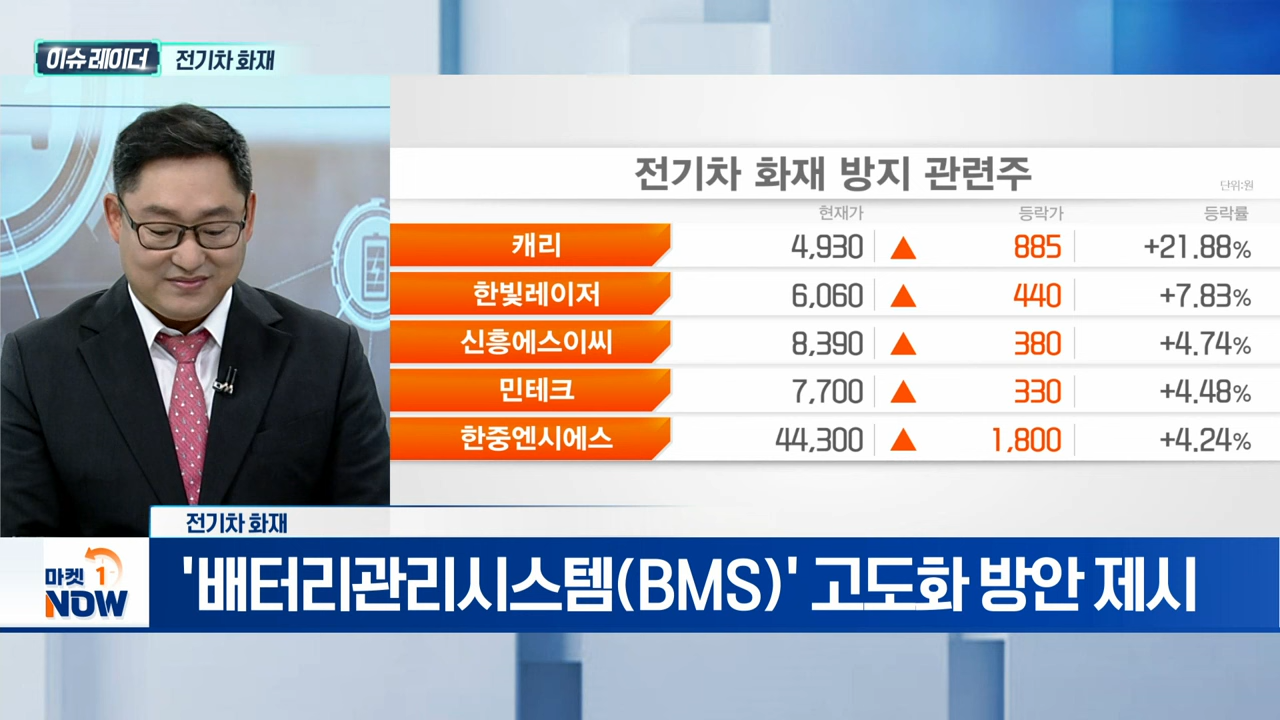 이슈 레이더 전기차 화재
전기차 화재 방지 관련주
단위:원
현재가 등락가 등락률
캐리 4,930 ▲ 885 +21.88%
한빛레이저 6,060 ▲ 440 +7.83%
신흥에스이씨 8,390 ▲ 380 +4.74%
민테크 7,700 ▲ 330 +4.48%
한중엔시에스 44,300 ▲ 1,800 +4.24%
전기차 화재
마켓 1
NOW
'배터리관리시스템(BMS)' 고도화 방안 제시